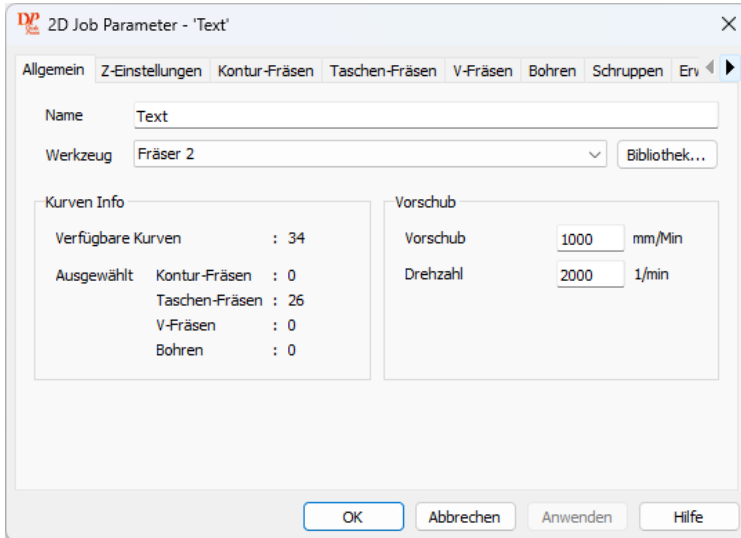 2D Job Parameter - 'Text'
Allgemein Z-Einstellungen Kontur-Fräsen Taschen-Fräsen V-Fräsen Bohren Schruppen
Name Text
Werkzeug Fräser 2 Bibliothek...
Kurven Info
Verfügbare Kurven : 34
Ausgewählt Kontur-Fräsen : 0
Taschen-Fräsen : 26
V-Fräsen : 0
Bohren : 0
Vorschub
Vorschub 1000 mm/Min
Drehzahl 2000 1/min
OK Abbrechen Anwenden Hilfe